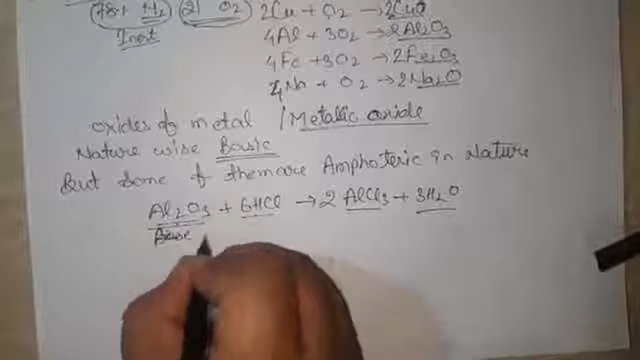 78% N₂ 21% O₂ 2Cu + O₂ → 2CuO
Inert 4Al + 3O₂ → 2Al₂O₃
4Fe + 3O₂ → 2Fe₂O₃
4Na + O₂ → 2Na₂O
Oxides of metal / Metallic oxide
Nature wise Basic
But Some of them are Amphoteric in Nature
Al₂O₃ + 6HCl → 2 AlCl₃ + 3H₂O
Base